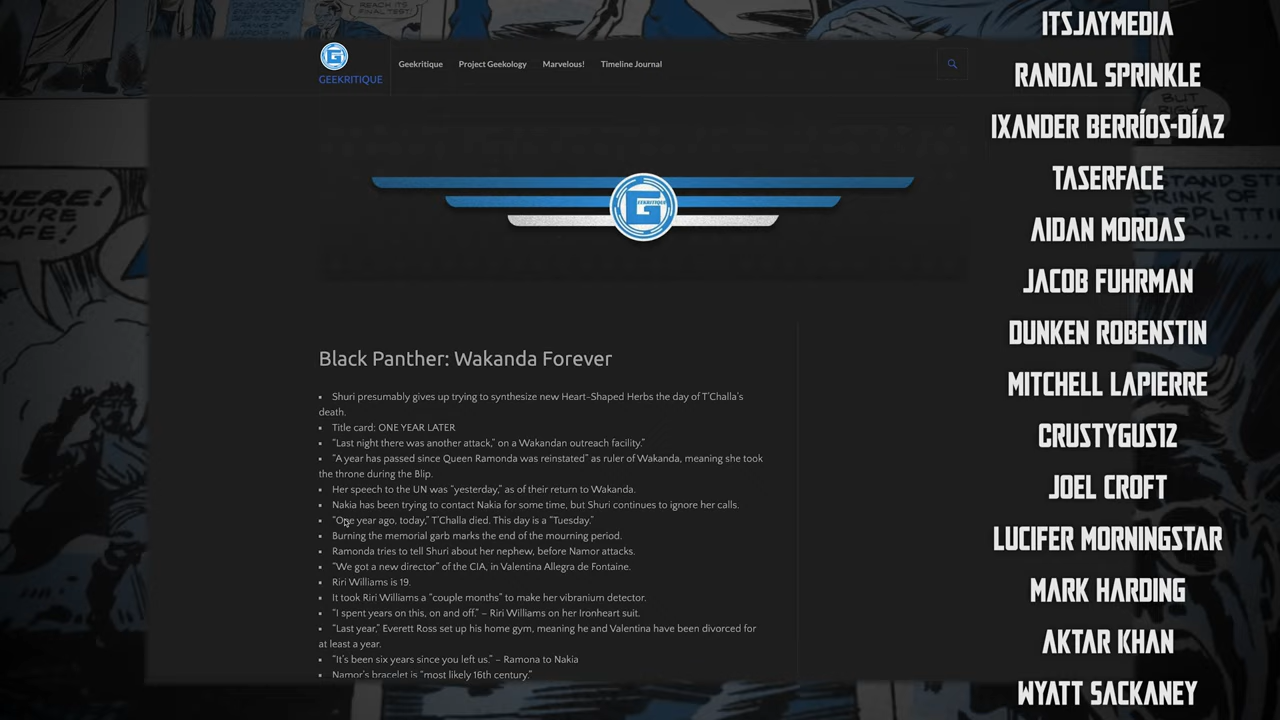 GEEKRITIQUE
Geekritique
Project Geekology
Marvelous!
Timeline Journal
Black Panther: Wakanda Forever
▪ Shuri presumably gives up trying to synthesize new Heart-Shaped Herbs the day of T’Challa’s
death.
▪ Title card: ONE YEAR LATER
▪ “Last night there was another attack,” on a Wakandan outreach facility.”
▪ “A year has passed since Queen Ramonda was reinstated” as ruler of Wakanda, meaning she took
the throne during the Blip.
▪ Her speech to the UN was “yesterday,” as of their return to Wakanda.
▪ Nakia has been trying to contact Nakia for some time, but Shuri continues to ignore her calls.
▪ “One year ago, today,” T’Challa died. This day is a “Tuesday.”
▪ Burning the memorial garb marks the end of the mourning period.
▪ Ramonda tries to tell Shuri about her nephew, before Namor attacks.
▪ “We got a new director” of the CIA, in Valentina Allegra de Fontaine.
▪ Riri Williams is 19.
▪ It took Riri Williams a “couple months” to make her vibranium detector.
▪ “I spent years on this, on and off,” – Riri Williams on her Ironheart suit.
▪ “Last year,” Everett Ross set up his home gym, meaning he and Valentina have been divorced for
at least a year.
▪ “It’s been six years since you left us.” – Ramona to Nakia
▪ Namor’s bracelet is “most likely 16th century.”
ITSJAYMEDIA
RANDAL SPRINKLE
IXANDER BERRÍOS-DÍAZ
TASERFACE
AIDAN MORDAS
JACOB FUHRMAN
DUNKEN ROBENSTIN
MITCHELL LAPIERRE
CRUSTYGUS12
JOEL CROFT
LUCIFER MORNINGSTAR
MARK HARDING
AKTAR KHAN
WYATT SACKANEY
HERE!
YOU'RE
SAFE!
REACH ITS
FINAL TEST!
BUT
RIGHT